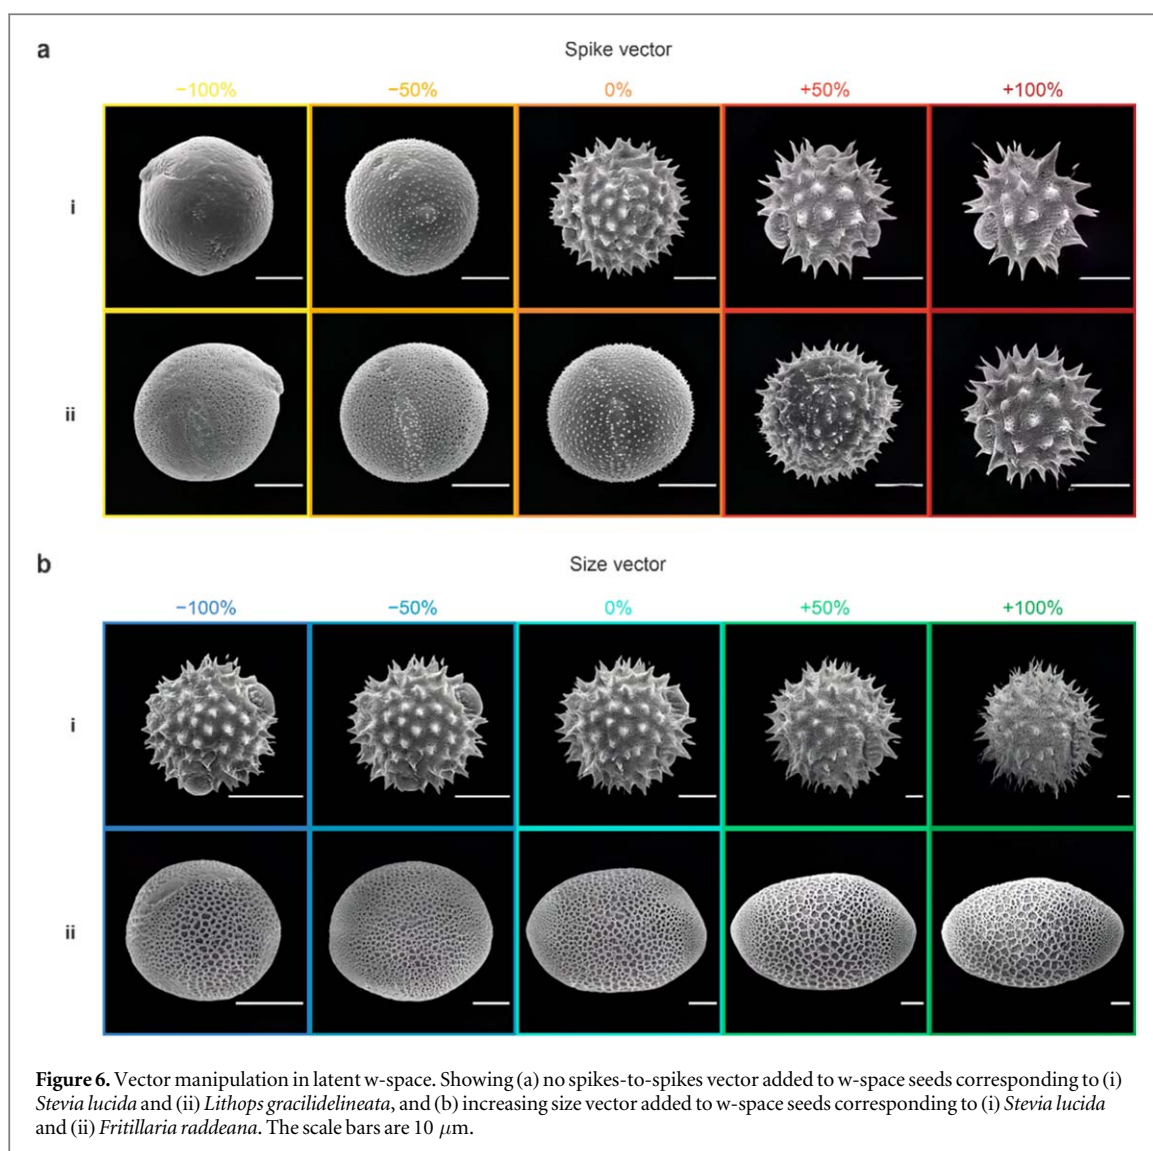 a
Spike vector
−100% −50% 0% +50% +100%
i
ii
b
Size vector
−100% −50% 0% +50% +100%
i
ii
Figure 6. Vector manipulation in latent w-space. Showing (a) no spikes-to-spikes vector added to w-space seeds corresponding to (i)
Stevia lucida and (ii) Lithops gracilidelineata, and (b) increasing size vector added to w-space seeds corresponding to (i) Stevia lucida
and (ii) Fritillaria raddeana. The scale bars are 10 μm.